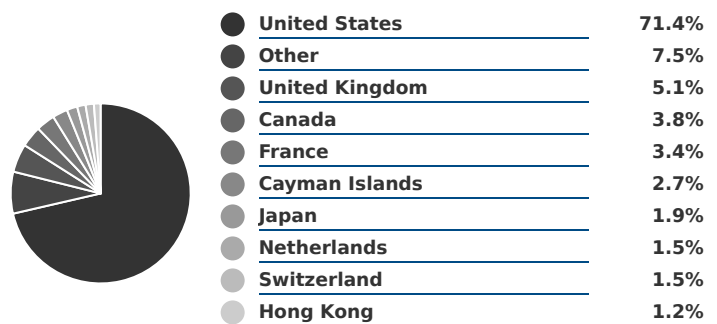 United States 71.4%
Other 7.5%
United Kingdom 5.1%
Canada 3.8%
France 3.4%
Cayman Islands 2.7%
Japan 1.9%
Netherlands 1.5%
Switzerland 1.5%
Hong Kong 1.2%